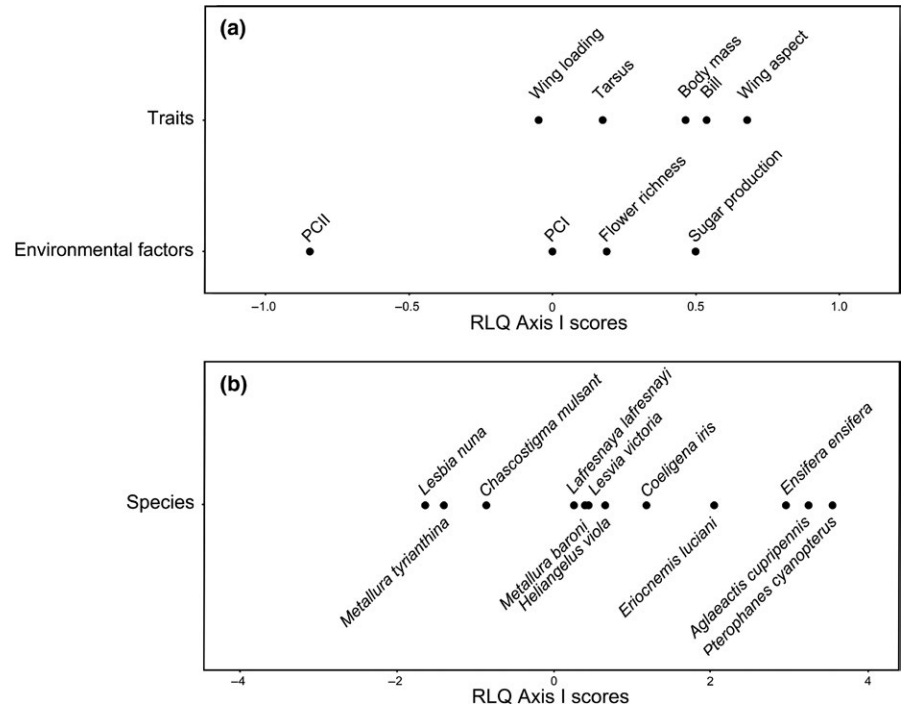 (a)
Wing loading
Tarsus
Body mass
Bill
Wing aspect
Traits
PCII
PCI
Flower richness
Sugar production
Environmental factors
−1.0
−0.5
0
0.5
1.0
RLQ Axis I scores
(b)
Lesbia nuna
Chascostigma mulsant
Lafresnaya lafresnayi
Lesvia victoria
Coeligena iris
Ensifera ensifera
Species
Metallura tyrianthina
Metallura baroni
Heliangelus viola
Eriocnemis luciani
Aglaeactis cupripennis
Pterophanes cyanopterus
−4
−2
0
2
4
RLQ Axis I scores